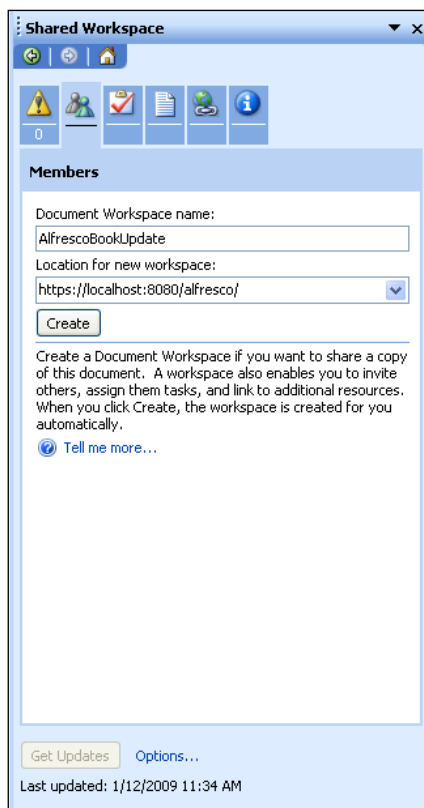 Shared Workspace
0
Members
Document Workspace name:
AlfrescoBookUpdate
Location for new workspace:
https://localhost:8080/alfresco/
Create
Create a Document Workspace if you want to share a copy
of this document.  A workspace also enables you to invite
others, assign them tasks, and link to additional resources.
When you click Create, the workspace is created for you
automatically.
Tell me more...
Get Updates Options...
Last updated: 1/12/2009 11:34 AM